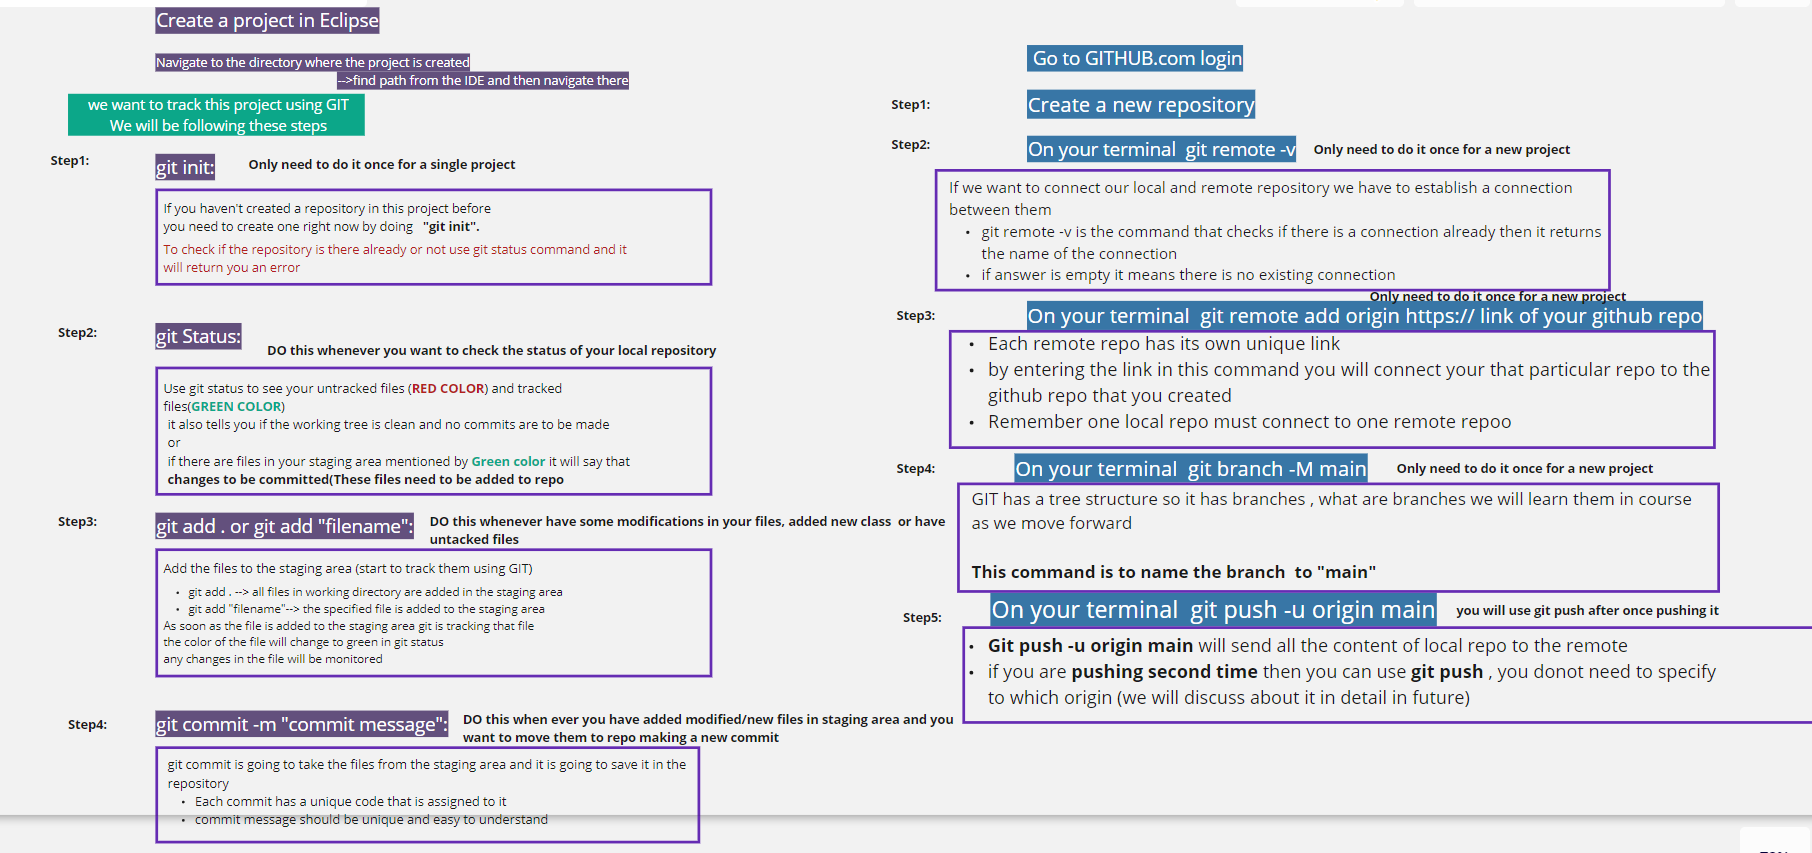 Create a project in Eclipse
Navigate to the directory where the project is created
-->find path from the IDE and then navigate there
we want to track this project using GIT
We will be following these steps
Step1:
git init:
Only need to do it once for a single project
If you haven't created a repository in this project before
you need to create one right now by doing "git init".
To check if the repository is there already or not use git status command and it
will return you an error
Step2:
git Status:
DO this whenever you want to check the status of your local repository
Use git status to see your untracked files (RED COLOR) and tracked
files(GREEN COLOR)
it also tells you if the working tree is clean and no commits are to be made
or
if there are files in your staging area mentioned by Green color it will say that
changes to be committed(These files need to be added to repo
Step3:
git add . or git add "filename":
DO this whenever have some modifications in your files, added new class or have
untacked files
Add the files to the staging area (start to track them using GIT)
• git add . --> all files in working directory are added in the staging area
• git add "filename"--> the specified file is added to the staging area
As soon as the file is added to the staging area git is tracking that file
the color of the file will change to green in git status
any changes in the file will be monitored
Step4:
git commit -m "commit message":
DO this when ever you have added modified/new files in staging area and you
want to move them to repo making a new commit
git commit is going to take the files from the staging area and it is going to save it in the
repository
• Each commit has a unique code that is assigned to it
• commit message should be unique and easy to understand
Go to GITHUB.com login
Step1:
Create a new repository
Step2:
On your terminal git remote -v
Only need to do it once for a new project
If we want to connect our local and remote repository we have to establish a connection
between them
• git remote -v is the command that checks if there is a connection already then it returns
the name of the connection
• if answer is empty it means there is no existing connection
Only need to do it once for a new project
Step3:
On your terminal git remote add origin https:// link of your github repo
• Each remote repo has its own unique link
• by entering the link in this command you will connect your that particular repo to the
github repo that you created
• Remember one local repo must connect to one remote repoo
Step4:
On your terminal git branch -M main
Only need to do it once for a new project
GIT has a tree structure so it has branches , what are branches we will learn them in course
as we move forward
This command is to name the branch to "main"
Step5:
On your terminal git push -u origin main
you will use git push after once pushing it
• Git push -u origin main will send all the content of local repo to the remote
• if you are pushing second time then you can use git push , you donot need to specify
to which origin (we will discuss about it in detail in future)